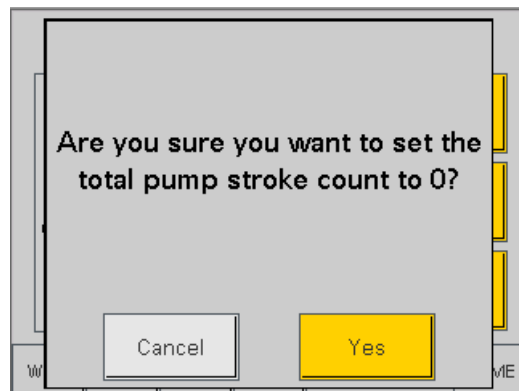 Are you sure you want to set the
total pump stroke count to 0?
Cancel Yes